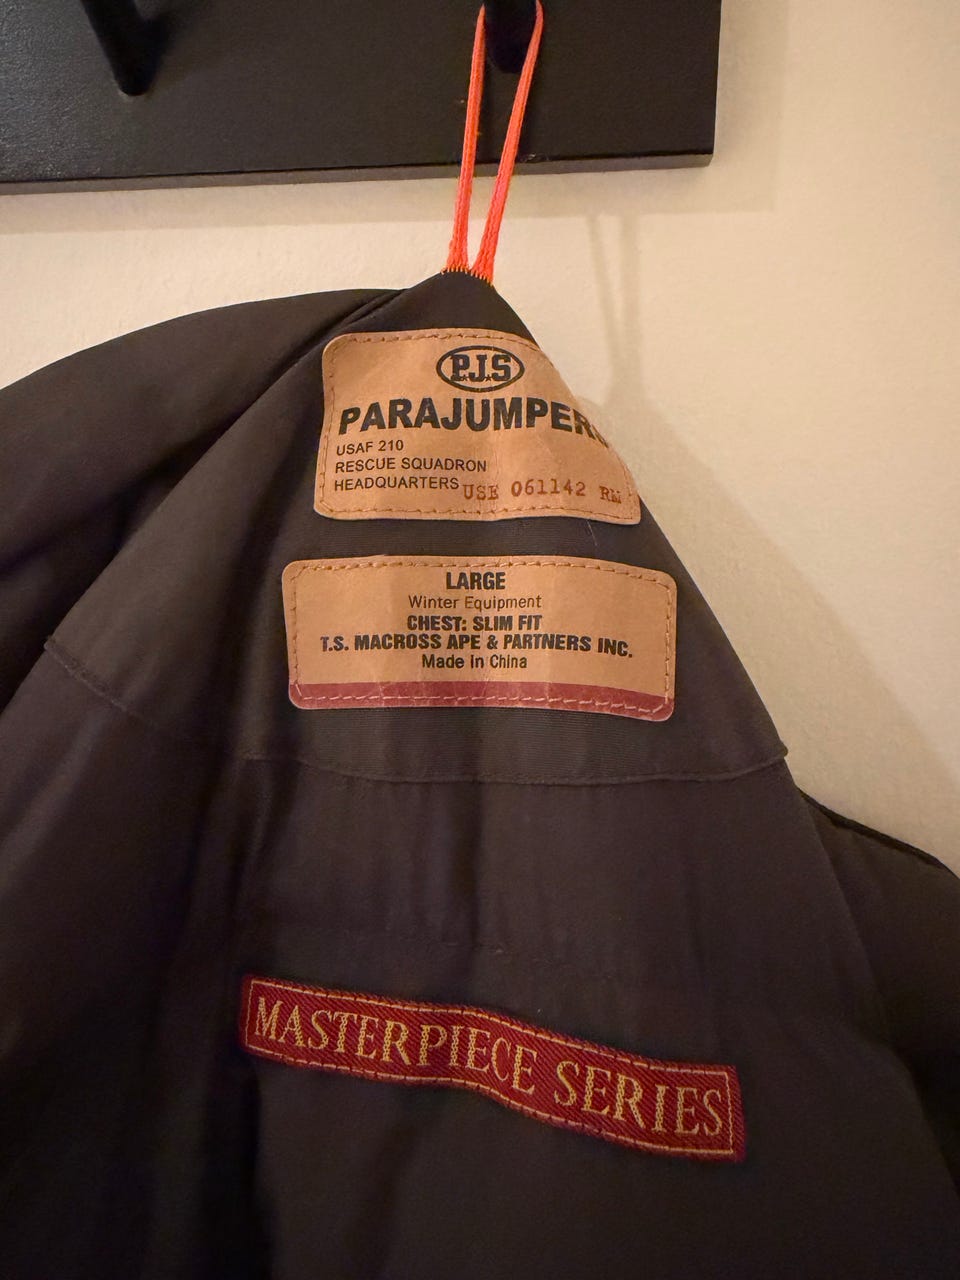 P.J.S
PARAJUMPERS
USAF 210
RESCUE SQUADRON
HEADQUARTERS USE 061142 RM
LARGE
Winter Equipment
CHEST: SLIM FIT
T.S. MACROSS APE & PARTNERS INC.
Made in China
MASTERPIECE SERIES